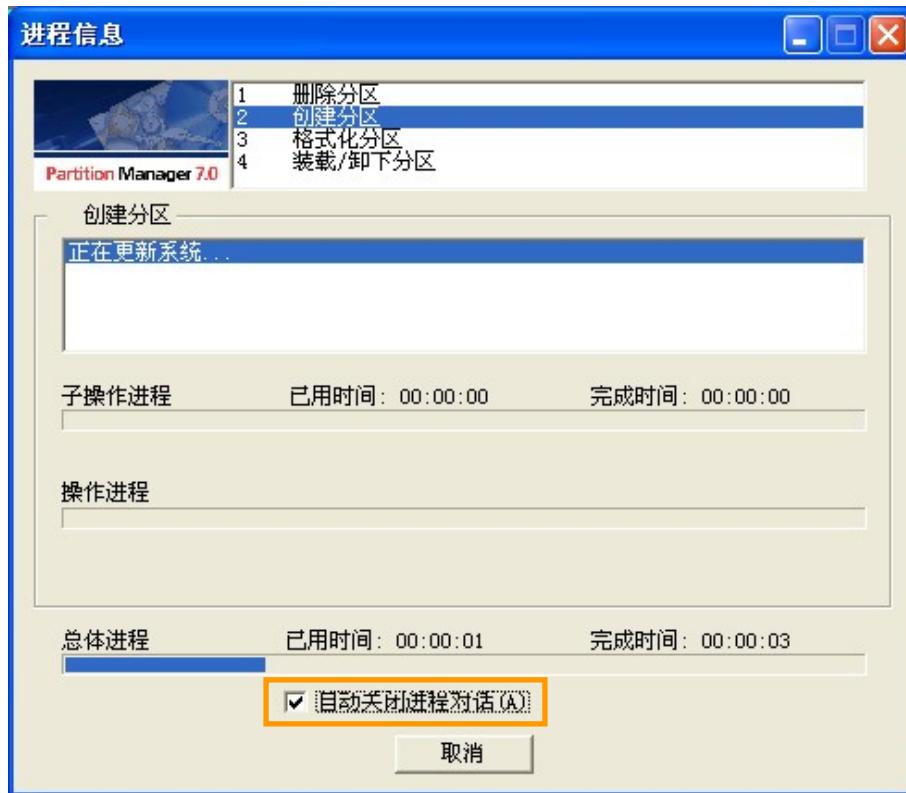 进程信息
1 删除分区
2 创建分区
3 格式化分区
4 装载/卸下分区
Partition Manager 7.0
创建分区
正在更新系统...
子操作进程 已用时间: 00:00:00 完成时间: 00:00:00
操作进程
总体进程 已用时间: 00:00:01 完成时间: 00:00:03
自动关闭进程对话(A)
取消